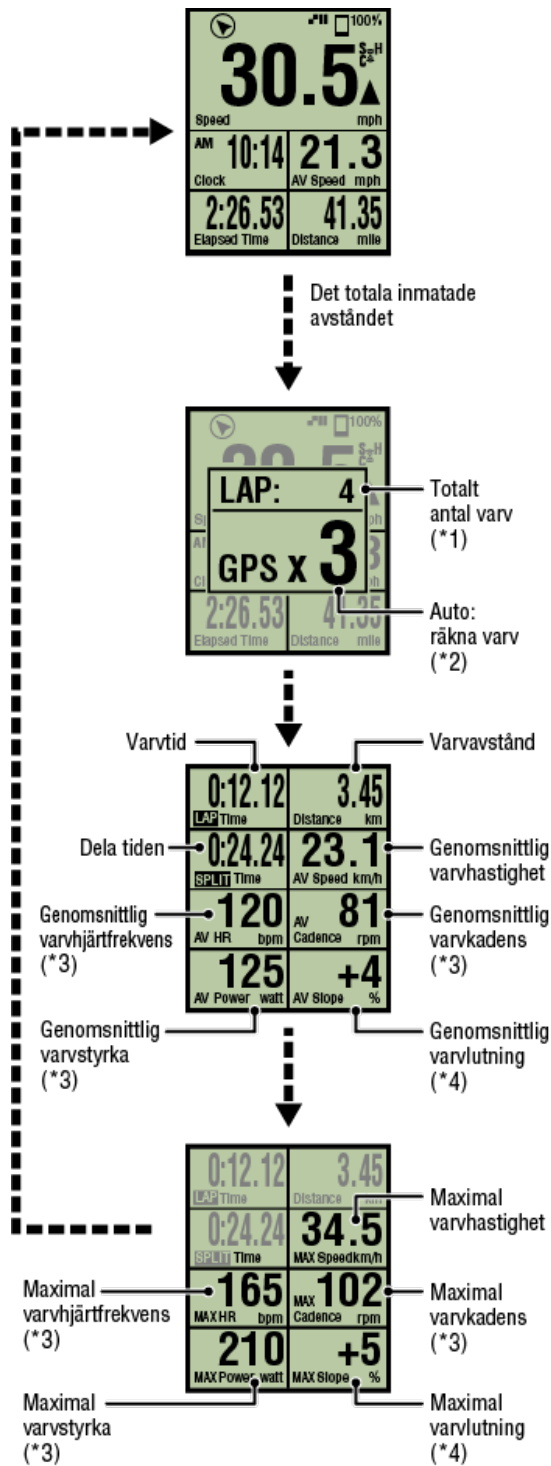 100%
30.5
S H
C
Speed mph
AM 10:14 21.3
Clock AV Speed mph
2:26.53 41.35
Elapsed Time Distance mile
Det totala inmatade
avståndet
100%
LAP: 4
GPS x 3
2:26.53 41.35
Elapsed Time Distance mile
Totalt
antal varv
(*1)
Auto:
räkna varv
(*2)
Varvtid
Varvavstånd
0:12.12 3.45
LAP Time Distance km
Dela tiden
0:24.24 23.1
SPLIT Time AV Speed km/h
Genomsnittlig
varvhastighet
Genomsnittlig
varvhjärtfrekvens
(*3)
120 AV 81
AV HR bpm Cadence rpm
Genomsnittlig
varvkadens
(*3)
125 +4
AV Power watt AV Slope %
Genomsnittlig
varvstyrka
(*3)
Genomsnittlig
varvlutning
(*4)
0:12.12 3.45
LAP Time Distance
0:24.24 34.5
SPLIT Time MAX Speed km/h
Maximal
varvhastighet
Maximal
varvhjärtfrekvens
(*3)
165 MAX 102
MAX HR bpm Cadence rpm
Maximal
varvkadens
(*3)
210 +5
MAX Power watt MAX Slope %
Maximal
varvstyrka
(*3)
Maximal
varvlutning
(*4)